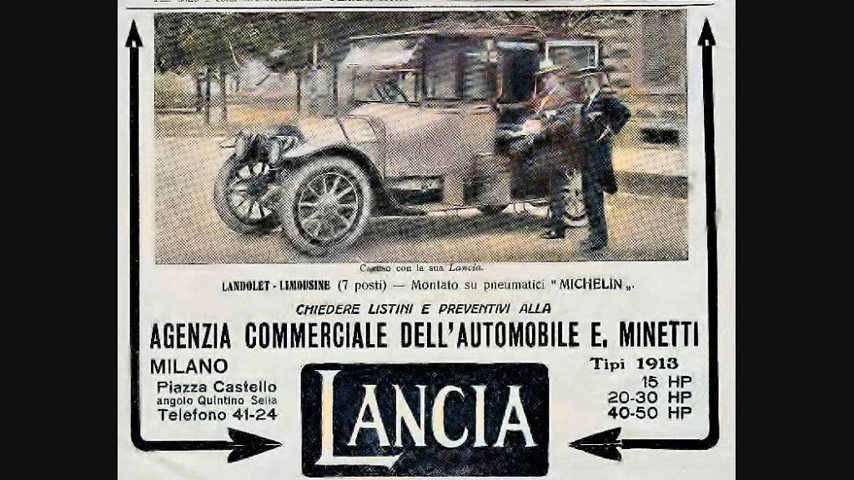 Caruso con la sua Lancia.
LANDOLET - LIMOUSINE (7 posti) — Montato su pneumatici “MICHELIN„.
CHIEDERE LISTINI E PREVENTIVI ALLA
AGENZIA COMMERCIALE DELL'AUTOMOBILE E. MINETTI
MILANO
Piazza Castello
angolo Quintino Sella
Telefono 41-24
LANCIA
Tipi 1913
15 HP
20-30 HP
40-50 HP